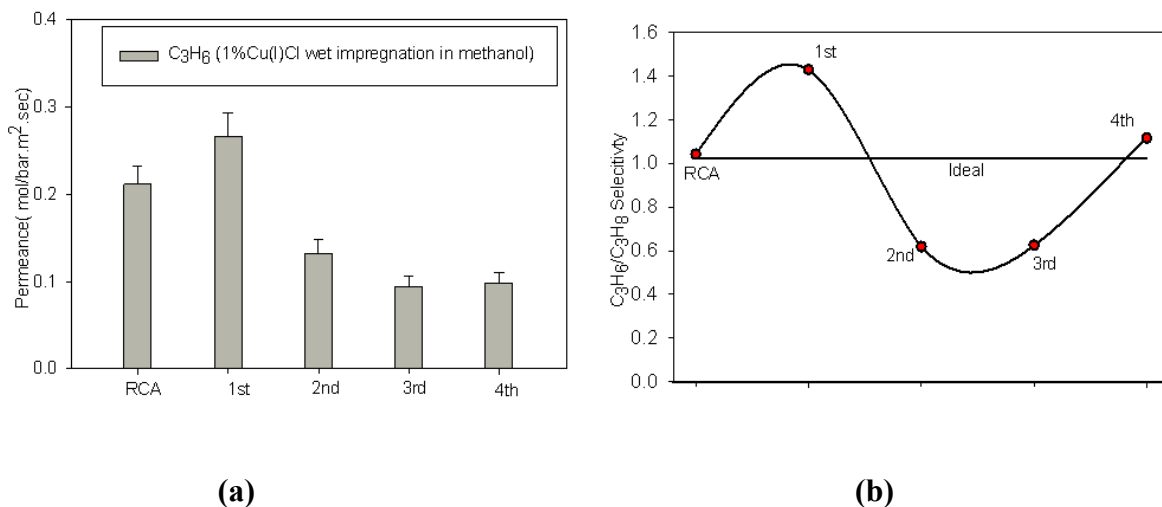 0.4
0.3
0.2
0.1
0.0
Permeance( mol/bar.m2.sec)
C3H6 (1%Cu(I)Cl wet impregnation in methanol)
RCA 1st 2nd 3rd 4th
(a)
1.6
1.4
1.2
1.0
0.8
0.6
0.4
0.2
0.0
C3H6/C3H8 Selecitivty
RCA
1st
Ideal
2nd
3rd
4th
(b)